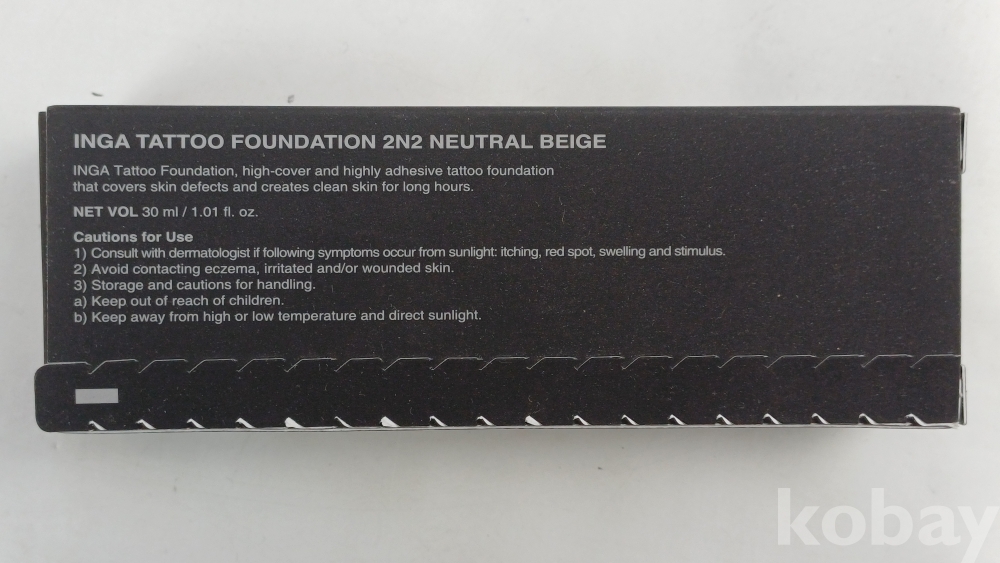 INGA TATTOO FOUNDATION 2N2 NEUTRAL BEIGE
INGA Tattoo Foundation, high-cover and highly adhesive tattoo foundation
that covers skin defects and creates clean skin for long hours.
NET VOL 30 ml / 1.01 fl. oz.
Cautions for Use
1) Consult with dermatologist if following symptoms occur from sunlight: itching, red spot, swelling and stimulus.
2) Avoid contacting eczema, irritated and/or wounded skin.
3) Storage and cautions for handling.
a) Keep out of reach of children.
b) Keep away from high or low temperature and direct sunlight.
kobay